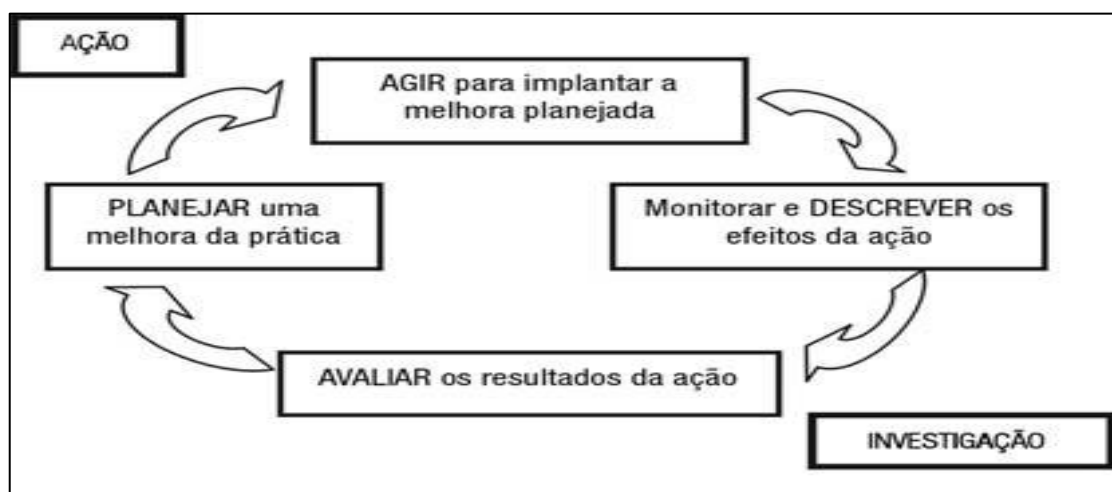 AÇÃO
AGIR para implantar a
melhora planejada
PLANEJAR uma
melhora da prática
Monitorar e DESCREVER os
efeitos da ação
AVALIAR os resultados da ação
INVESTIGAÇÃO